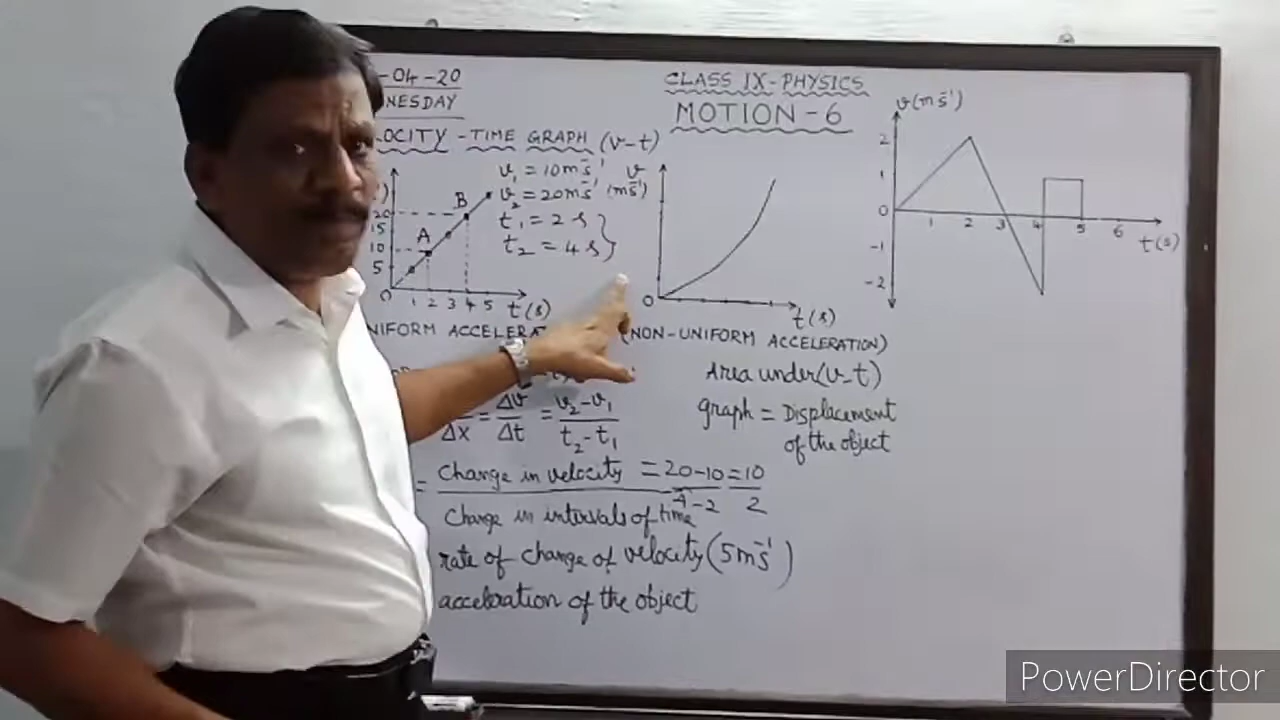 -04-20
NESDAY
CLASS IX-PHYSICS
MOTION-6
LOCITY-TIME GRAPH (v-t)
v₁ = 10ms⁻¹
v₂ = 20ms⁻¹
t₁ = 2 s
t₂ = 4 s
20
15
10
5
0
A
B
1 2 3 4 5 t(s)
NIFORM ACCELERAT
v
(ms⁻¹)
0
t(s)
(NON-UNIFORM ACCELERATION)
v(ms⁻¹)
2
1
0
-1
-2
1 2 3 4 5 6
t(s)
Area under(v-t)
graph = Displacement
of the object
Δx = Δv/Δt = v₂-v₁/t₂-t₁
= Change in velocity/Change in intervals of time = 20-10/4-2 = 10/2
rate of change of velocity (5ms⁻¹)
acceleration of the object
PowerDirector